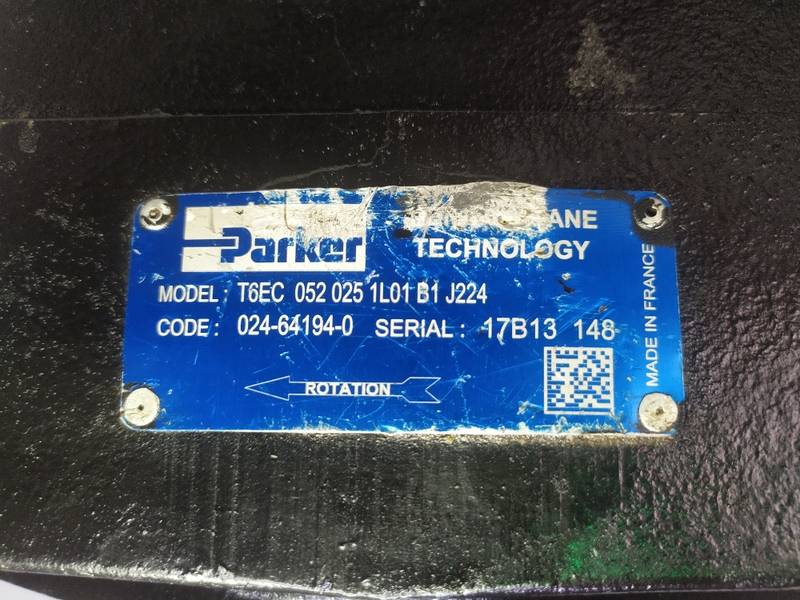 Parker
TECHNOLOGY
MODEL : T6EC 052 025 1L01 B1 J224
CODE : 024-64194-0 SERIAL : 17B13 148
ROTATION
MADE IN FRANCE